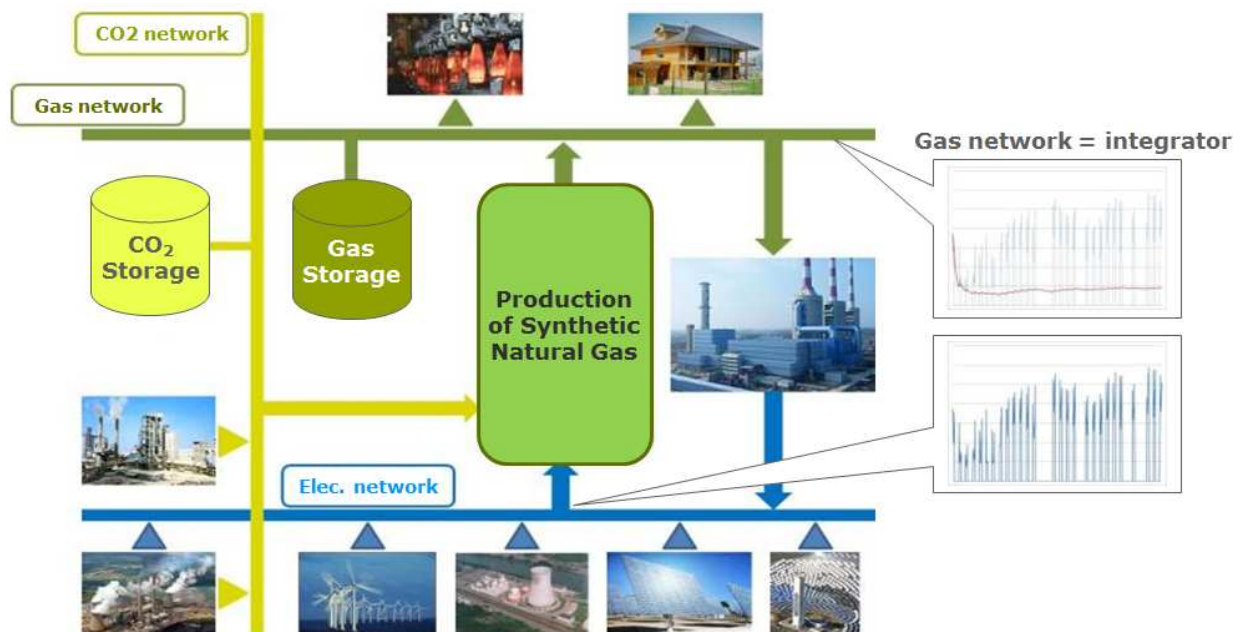 CO2 network
Gas network
Gas network = integrator
CO₂
Storage
Gas
Storage
Production
of Synthetic
Natural Gas
Elec. network